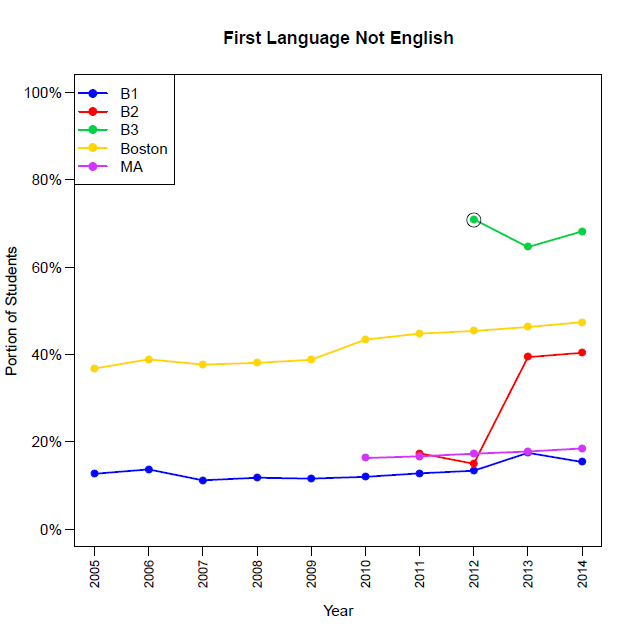 First Language Not English
B1
B2
B3
Boston
MA
100%
80%
60%
40%
20%
0%
Portion of Students
2005
2006
2007
2008
2009
2010
2011
2012
2013
2014
Year